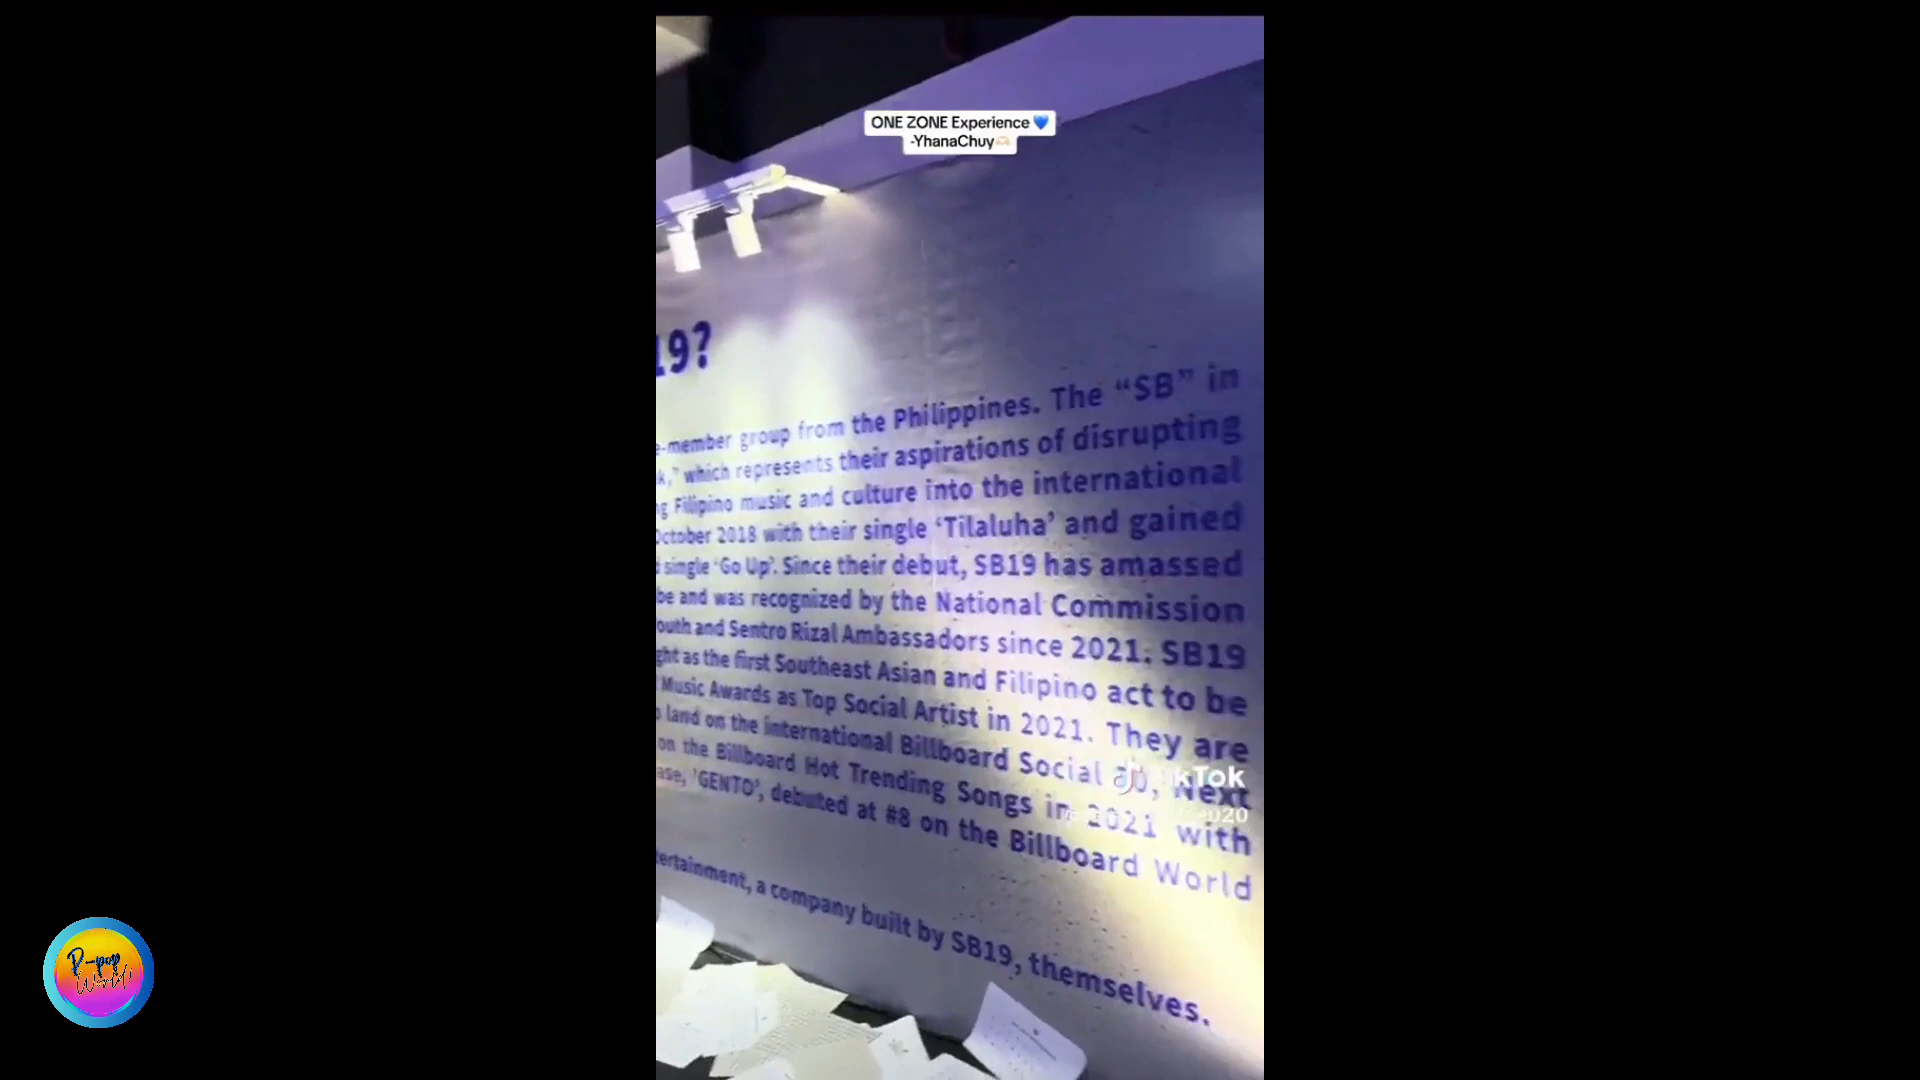 ONE ZONE Experience 💙
-YhanaChuy🫶🏻
19?
-member group from the Philippines. The “SB” in
k,” which represents their aspirations of disrupting
Filipino music and culture into the international
October 2018 with their single ‘Tilaluha’ and gained
single ‘Go Up’. Since their debut, SB19 has amassed
be and was recognized by the National Commission
outh and Sentro Rizal Ambassadors since 2021. SB19
ght as the first Southeast Asian and Filipino act to be
Music Awards as Top Social Artist in 2021. They are
land on the international Billboard Social 50, Next
on the Billboard Hot Trending Songs in 2021 with
ase, 'GENTO', debuted at #8 on the Billboard World
ertainment, a company built by SB19, themselves.
TikTok
P-pop
World!